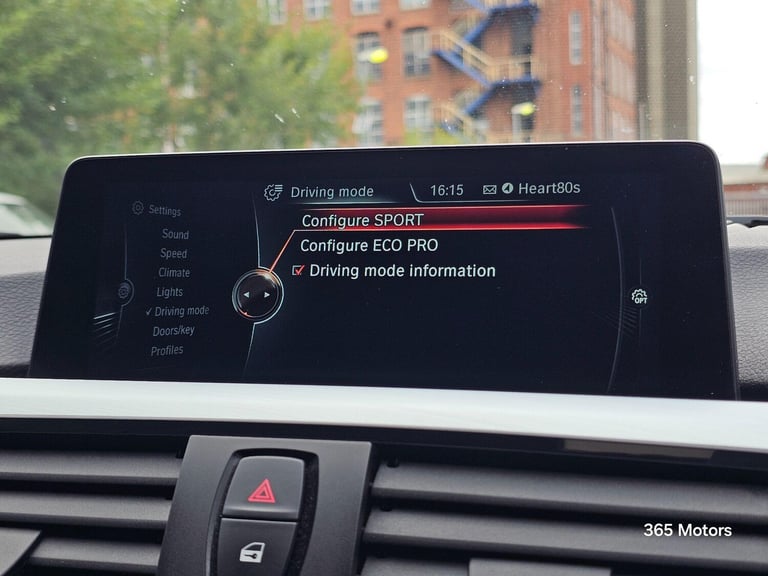 Driving mode 16:15 Heart80s
Settings
Sound
Speed
Climate
Lights
Driving mode
Doors/key
Profiles
Configure SPORT
Configure ECO PRO
Driving mode information
OPT
365 Motors